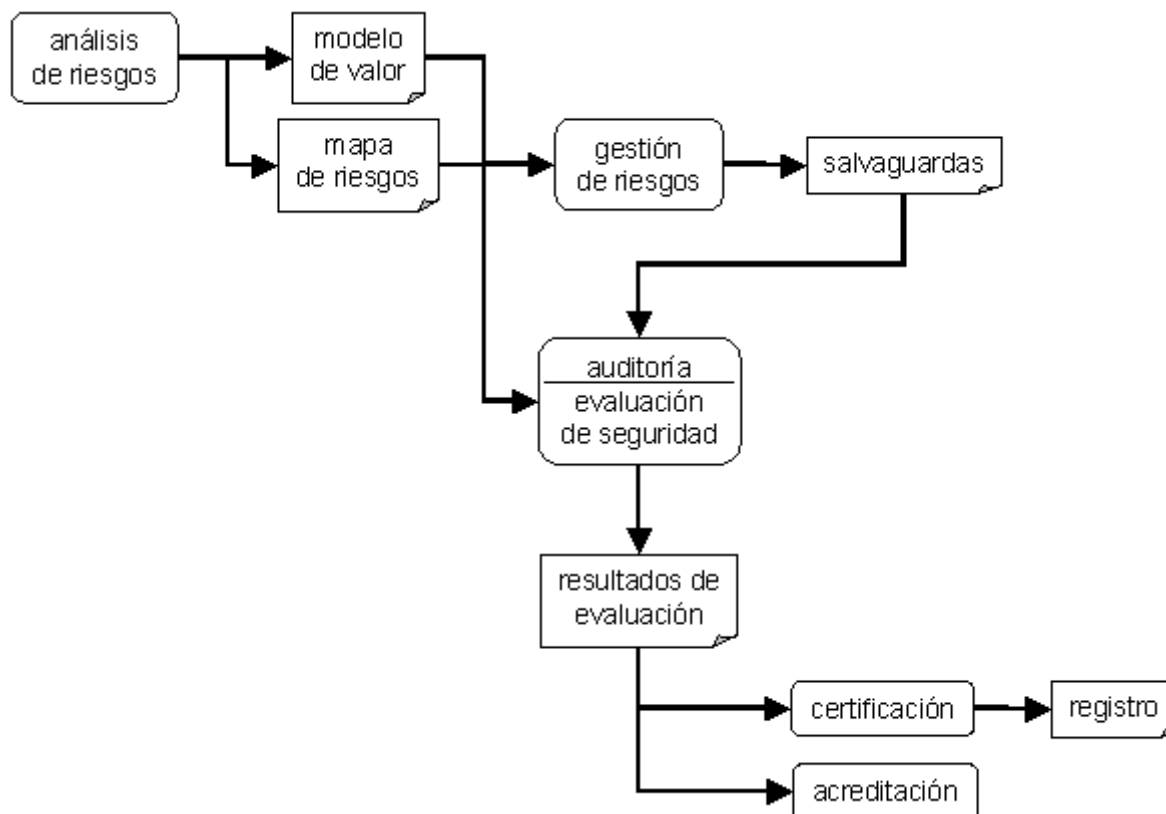 análisis
de riesgos
modelo
de valor
mapa
de riesgos
gestión
de riesgos
salvaguardas
auditoría
evaluación
de seguridad
resultados de
evaluación
certificación
registro
acreditación